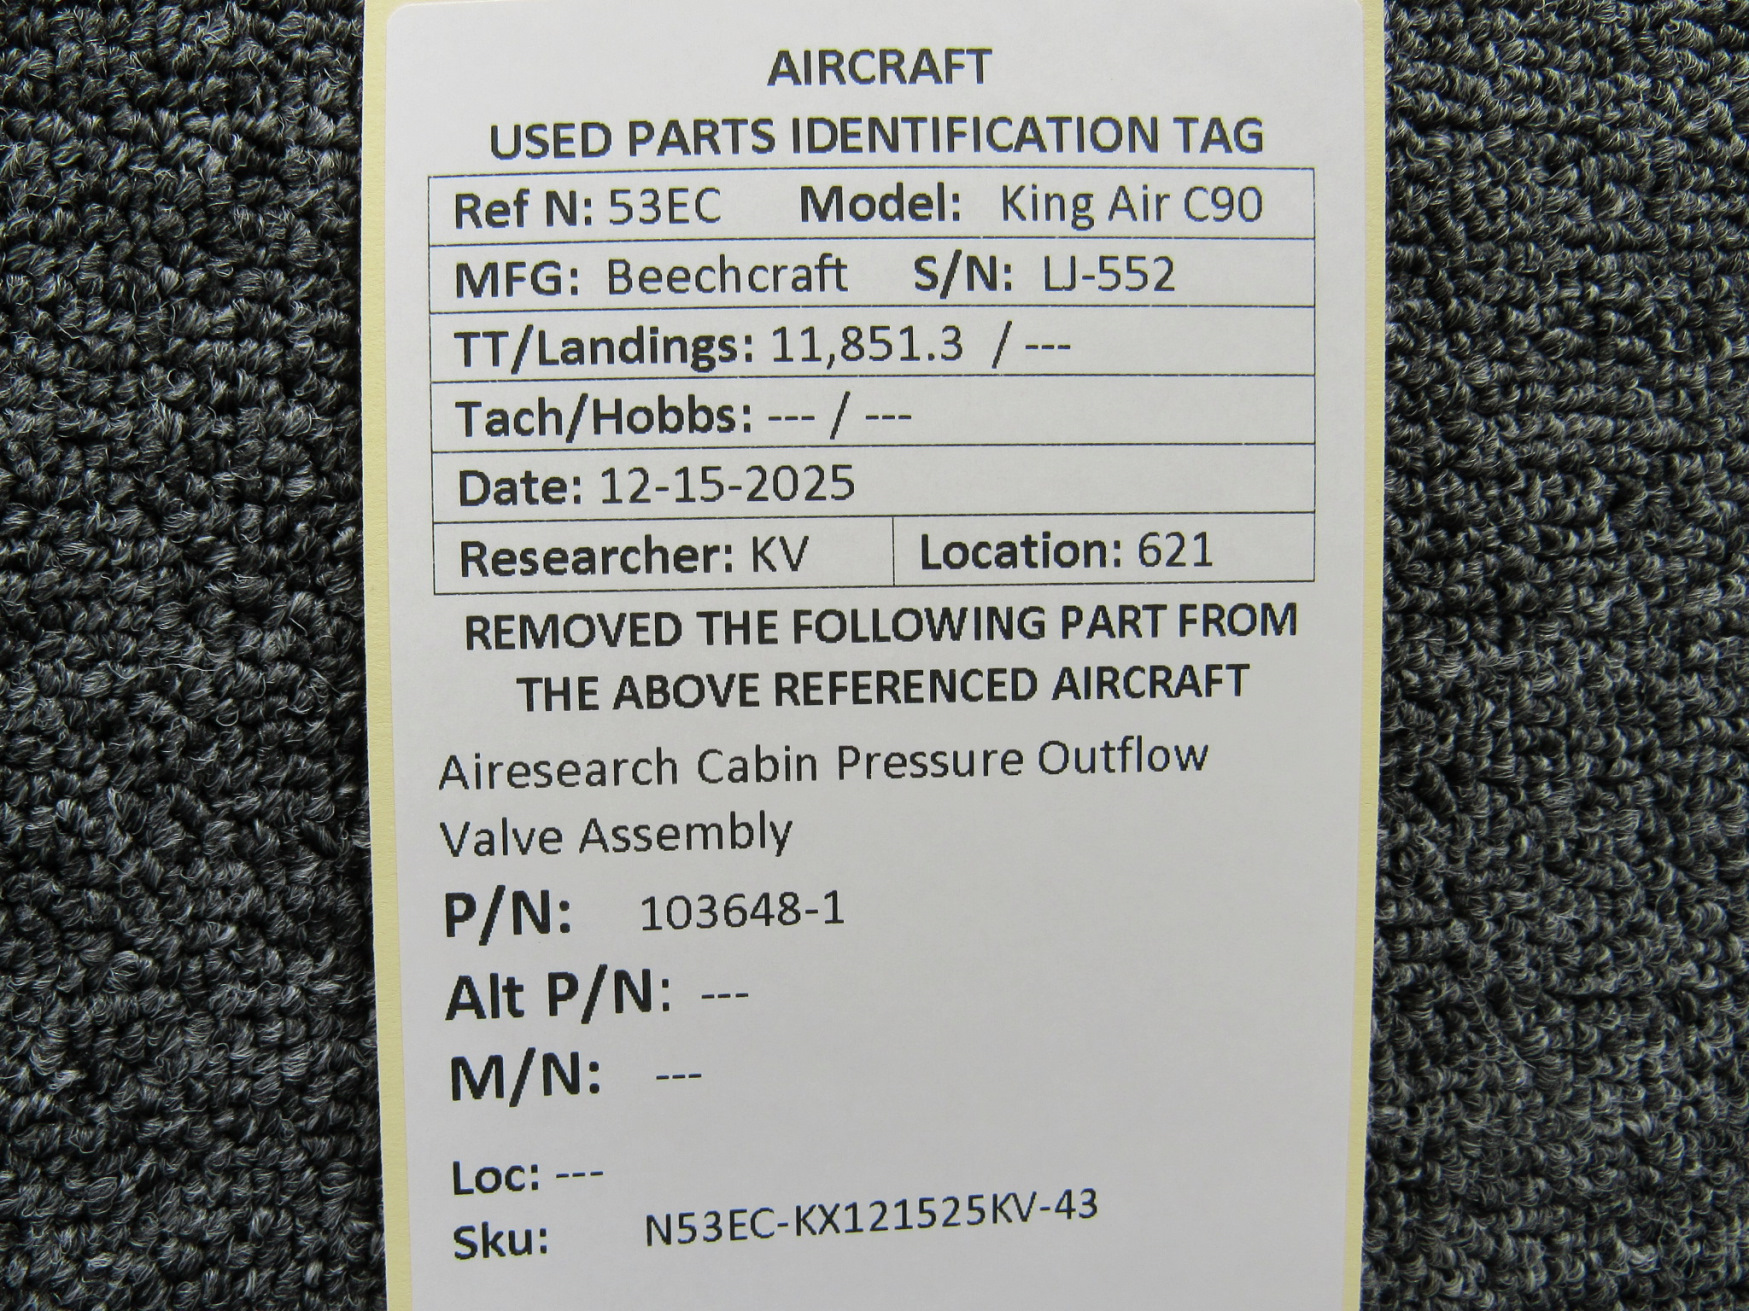 AIRCRAFT
USED PARTS IDENTIFICATION TAG
Ref N: 53EC Model: King Air C90
MFG: Beechcraft S/N: LJ-552
TT/Landings: 11,851.3 / ---
Tach/Hobbs: --- / ---
Date: 12-15-2025
Researcher: KV Location: 621
REMOVED THE FOLLOWING PART FROM
THE ABOVE REFERENCED AIRCRAFT
Airesearch Cabin Pressure Outflow
Valve Assembly
P/N: 103648-1
Alt P/N: ---
M/N: ---
Loc: ---
Sku: N53EC-KX121525KV-43